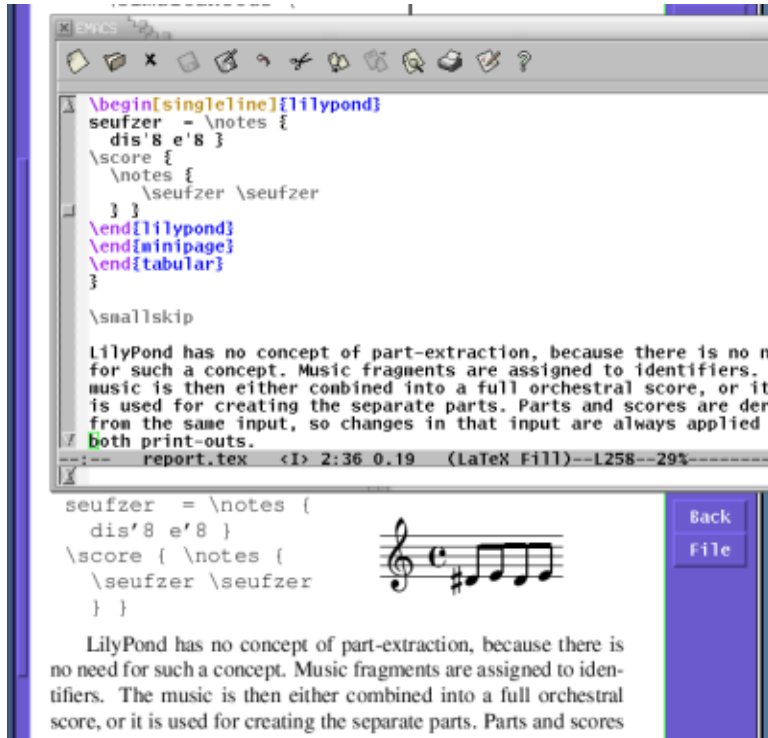 EMACS
\begin[singleline]{lilypond}
seufzer = \notes {
dis'8 e'8 }
\score {
\notes {
\seufzer \seufzer
} }
\end{lilypond}
\end{minipage}
\end{tabular}
}
\smallskip
LilyPond has no concept of part-extraction, because there is no n
for such a concept. Music fragments are assigned to identifiers.
music is then either combined into a full orchestral score, or it
is used for creating the separate parts. Parts and scores are der
from the same input, so changes in that input are always applied
both print-outs.
--:-- report.tex <I> 2:36 0.19 (LaTeX Fill)--L258--29%--------
seufzer = \notes {
dis'8 e'8 }
\score { \notes {
\seufzer \seufzer
} }
Back
File
LilyPond has no concept of part-extraction, because there is
no need for such a concept. Music fragments are assigned to iden-
tifiers. The music is then either combined into a full orchestral
score, or it is used for creating the separate parts. Parts and scores